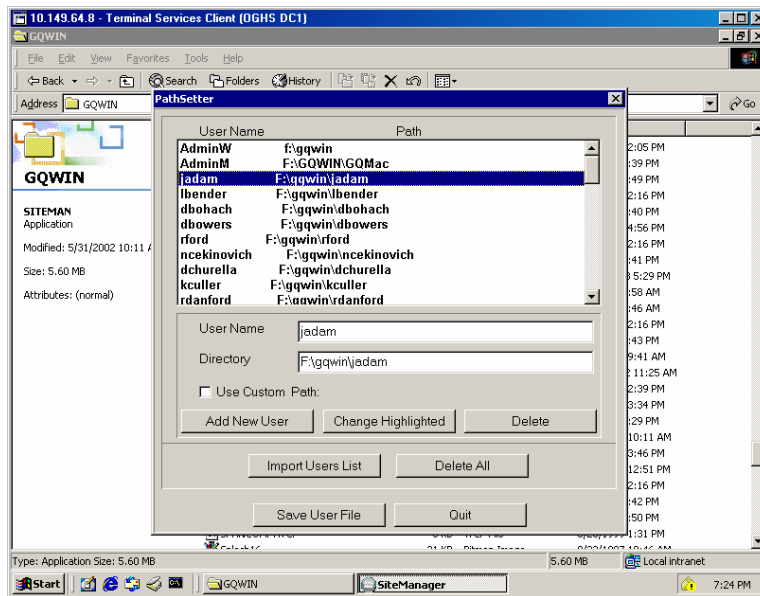 10.149.64.8 - Terminal Services Client (OGHS DC1)
GQWIN
File Edit View Favorites Tools Help
Back Search Folders History
Address GQWIN Go
PathSetter
User Name Path
AdminW f:\gqwin
AdminM F:\GQWIN\GQMac
jadam F:\gqwin\jadam
lbender F:\gqwin\lbender
dbohach F:\gqwin\dbohach
dbowers F:\gqwin\dbowers
rford F:\gqwin\rford
ncekinovich F:\gqwin\ncekinovich
dchurella F:\gqwin\dchurella
kculler F:\gqwin\kculler
rdanford F:\gqwin\rdanford
User Name jadam
Directory F:\gqwin\jadam
Use Custom Path:
Add New User Change Highlighted Delete
Import Users List Delete All
Save User File Quit
GQWIN
SITEMAN
Application
Modified: 5/31/2002 10:11
Size: 5.60 MB
Attributes: (normal)
2:05 PM
:39 PM
:49 PM
2:16 PM
:40 PM
4:56 PM
2:16 PM
:41 PM
5:29 PM
:58 AM
:46 AM
2:16 PM
:43 PM
9:41 AM
11:25 AM
2:39 PM
3:34 PM
:29 PM
10:11 AM
3:46 PM
12:51 PM
2:16 PM
:42 PM
:50 PM
1:31 PM
Type: Application Size: 5.60 MB 5.60 MB Local intranet
Start GQWIN SiteManager 7:24 PM